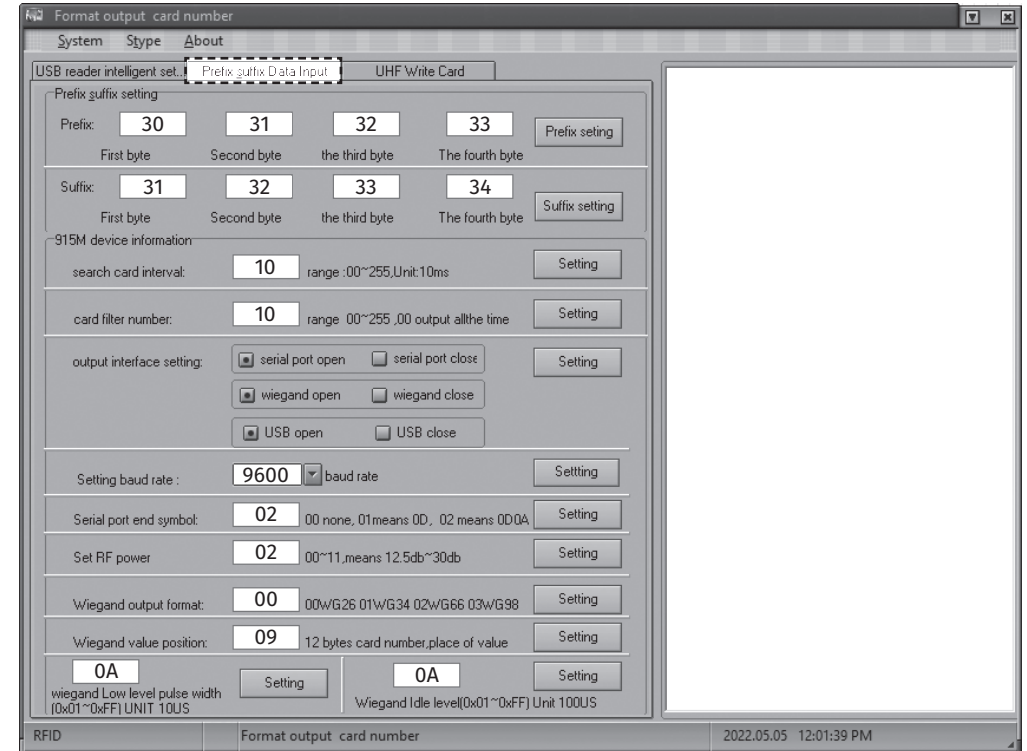 Format output card number
System Stype About
USB reader intelligent set... Prefix suffix Data Input UHF Write Card
Prefix suffix setting
Prefix: 30 31 32 33 Prefix seting
First byte Second byte the third byte The fourth byte
Suffix: 31 32 33 34 Suffix setting
First byte Second byte the third byte The fourth byte
915M device information
search card interval: 10 range :00~255,Unit:10ms Setting
card filter number: 10 range 00~255 ,00 output allthe time Setting
output interface setting: serial port open serial port close Setting
wiegand open wiegand close
USB open USB close
Setting baud rate : 9600 baud rate Settting
Serial port end symbol: 02 00 none, 01means 0D, 02 means 0D0A Setting
Set RF power 02 00~11,means 12.5db~30db Setting
Wiegand output format: 00 00WG26 01WG34 02WG66 03WG98 Setting
Wiegand value position: 09 12 bytes card number,place of value Setting
0A Setting 0A Setting
wiegand Low level pulse width
(0x01~0xFF) UNIT 10US Wiegand Idle level(0x01~0xFF) Unit 100US
RFID Format output card number 2022.05.05 12:01:39 PM